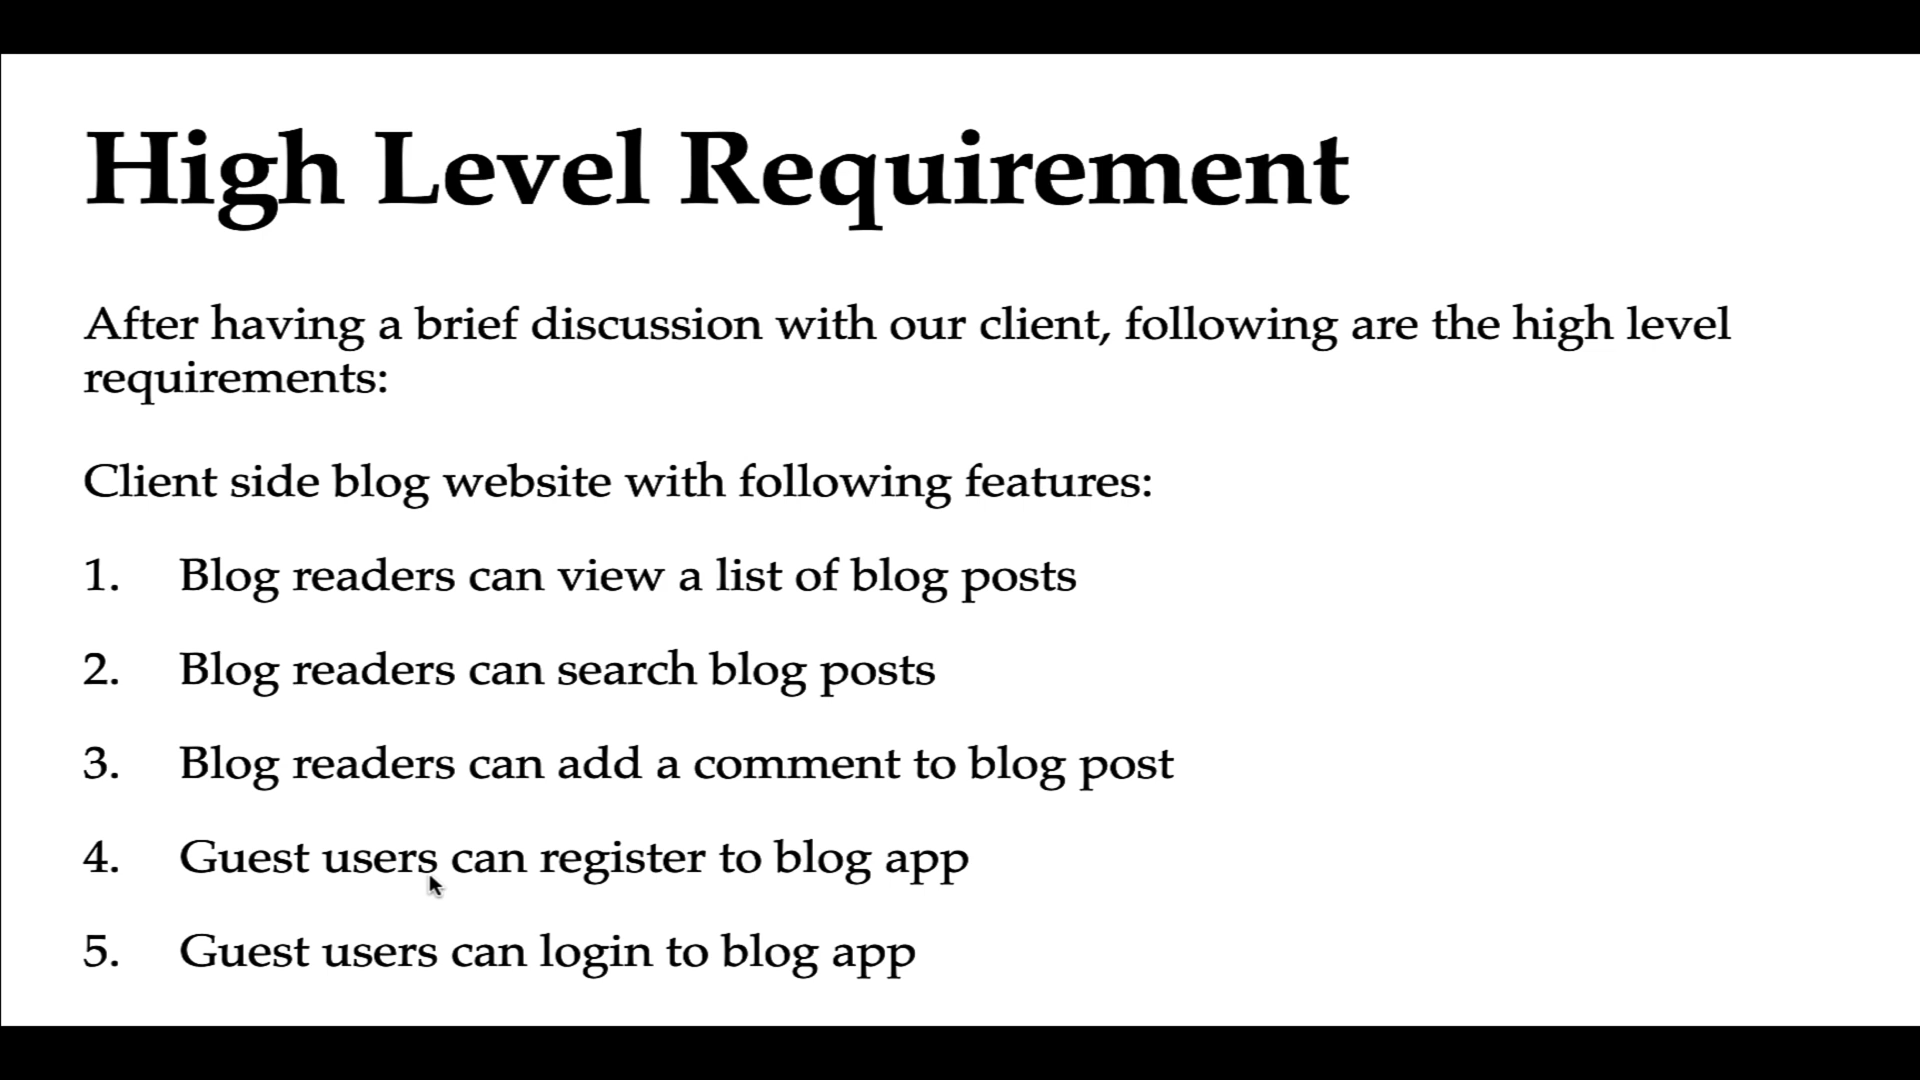 High Level Requirement
After having a brief discussion with our client, following are the high level
requirements:
Client side blog website with following features:
1. Blog readers can view a list of blog posts
2. Blog readers can search blog posts
3. Blog readers can add a comment to blog post
4. Guest users can register to blog app
5. Guest users can login to blog app